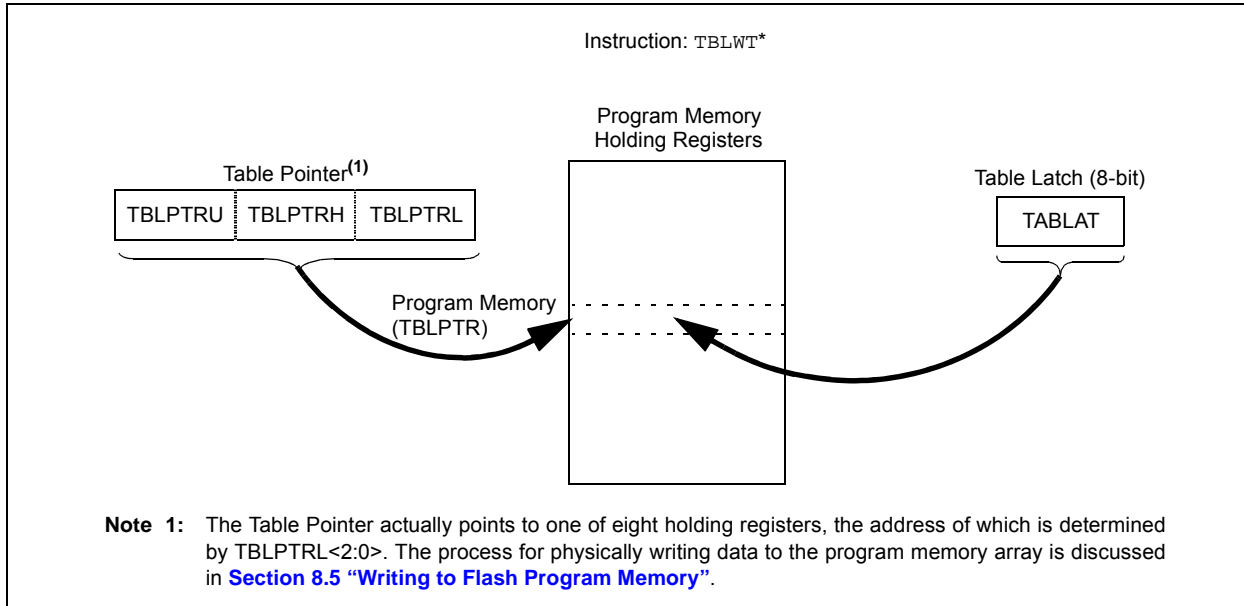 Instruction: TBLWT*
Program Memory
Holding Registers
Table Pointer(1)
Table Latch (8-bit)
TBLPTRU TBLPTRH TBLPTRL
TABLAT
Program Memory
(TBLPTR)
Note 1: The Table Pointer actually points to one of eight holding registers, the address of which is determined
by TBLPTRL<2:0>. The process for physically writing data to the program memory array is discussed
in Section 8.5 “Writing to Flash Program Memory”.